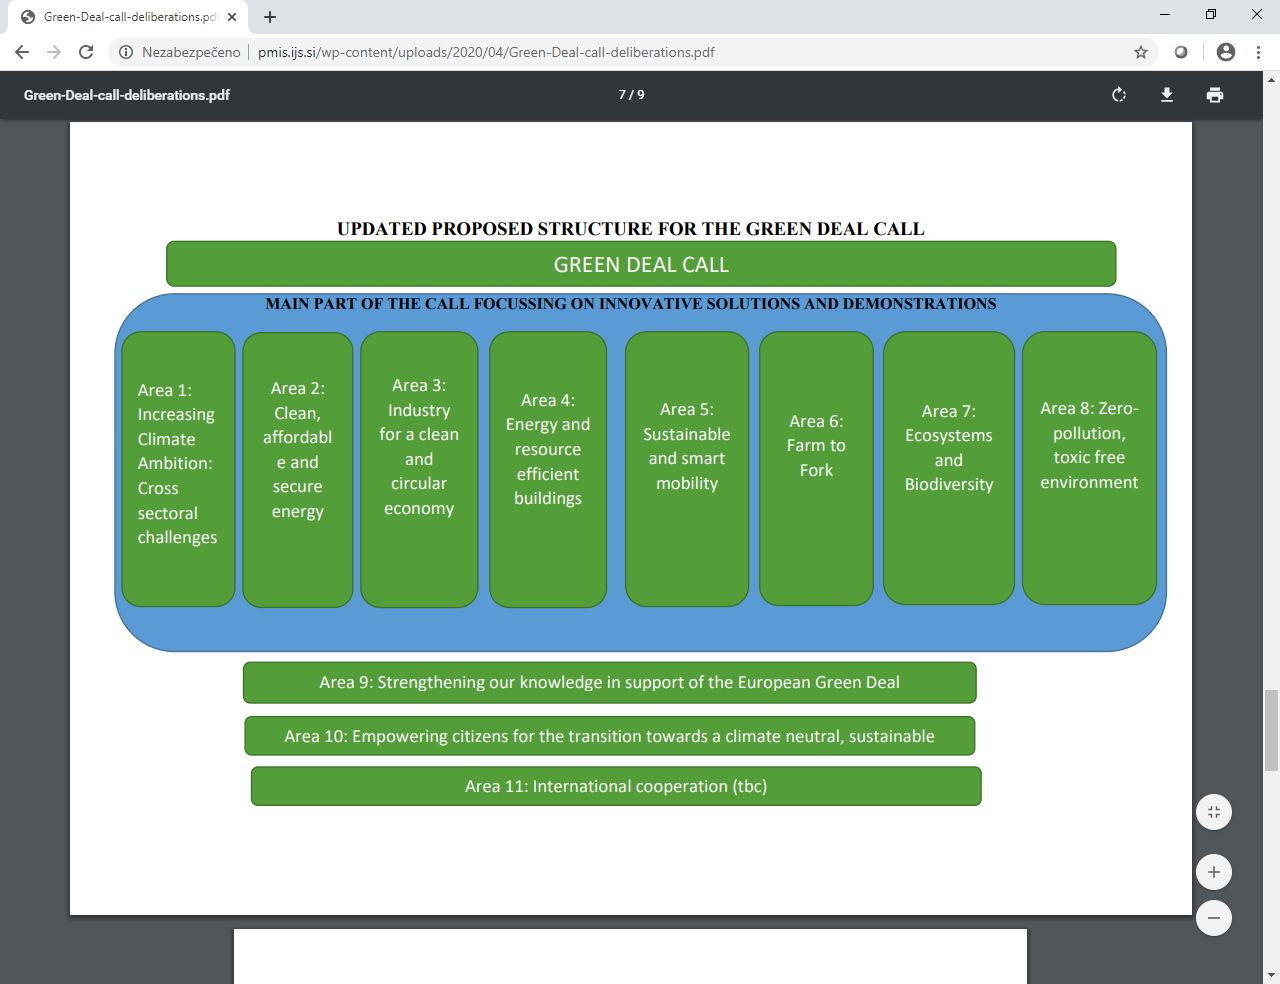 Green-Deal-call-deliberations.pd
Nezabezpečeno
pmis.ijs.si/wp-content/uploads/2020/04/Green-Deal-call-deliberations.pdf
Green-Deal-call-deliberations.pdf
7 / 9
UPDATED PROPOSED STRUCTURE FOR THE GREEN DEAL CALL
GREEN DEAL CALL
MAIN PART OF THE CALL FOCUSSING ON INNOVATIVE SOLUTIONS AND DEMONSTRATIONS
Area 1:
Increasing
Climate
Ambition:
Cross
sectoral
challenges
Area 2:
Clean,
affordabl
e and
secure
energy
Area 3:
Industry
for a clean
and
circular
economy
Area 4:
Energy and
resource
efficient
buildings
Area 5:
Sustainable
and smart
mobility
Area 6:
Farm to
Fork
Area 7:
Ecosystems
and
Biodiversity
Area 8: Zero-
pollution,
toxic free
environment
Area 9: Strengthening our knowledge in support of the European Green Deal
Area 10: Empowering citizens for the transition towards a climate neutral, sustainable
Area 11: International cooperation (tbc)